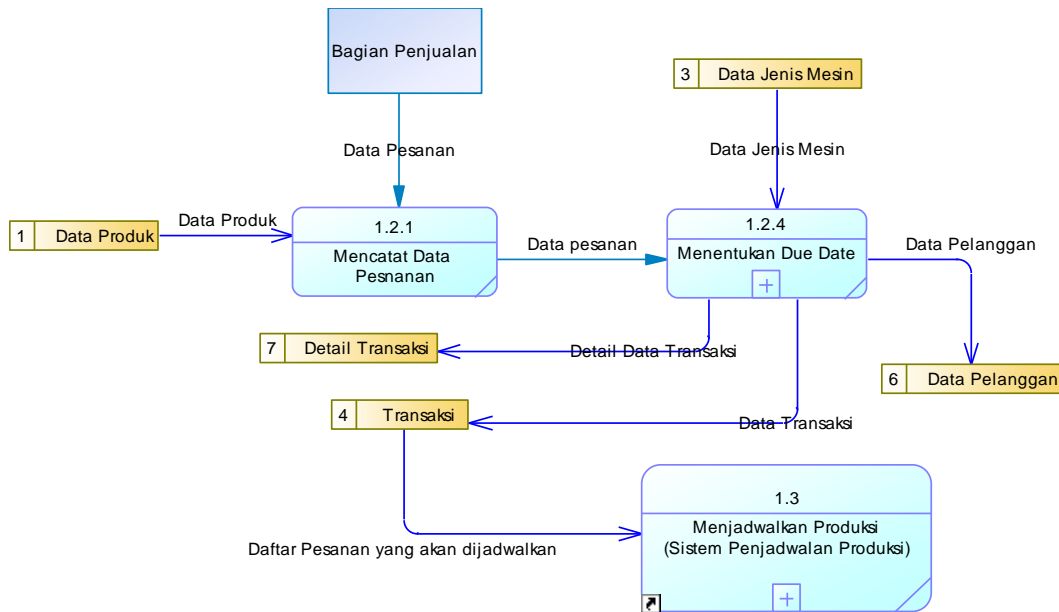 Bagian Penjualan
3 Data Jenis Mesin
Data Pesanan
Data Jenis Mesin
1 Data Produk
Data Produk
1.2.1
Mencatat Data
Pesnanan
Data pesanan
1.2.4
Menentukan Due Date
Data Pelanggan
7 Detail Transaksi
Detail Data Transaksi
6 Data Pelanggan
4 Transaksi
Data Transaksi
1.3
Menjadwalkan Produksi
(Sistem Penjadwalan Produksi)
Daftar Pesanan yang akan dijadwalkan